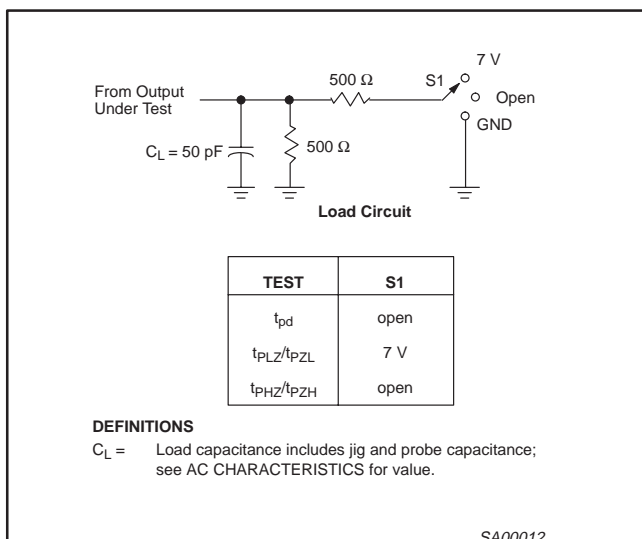 7 V
500 Ω
S1
From Output
Under Test
Open
GND
C_L = 50 pF
500 Ω
Load Circuit
TEST S1
t_pd open
t_PLZ/t_PZL 7 V
t_PHZ/t_PZH open
DEFINITIONS
C_L = Load capacitance includes jig and probe capacitance;
see AC CHARACTERISTICS for value.
SA00012